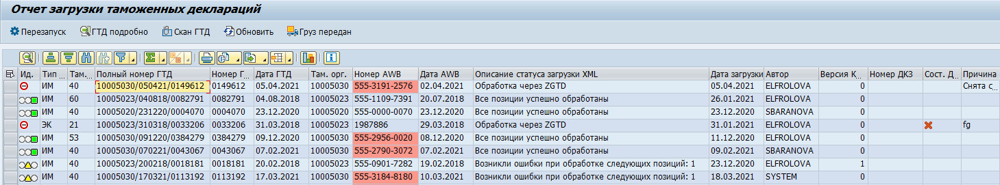 Отчет загрузки таможенных деклараций
Перезапуск ГТД подробно Скан ГТД Обновить Груз передан
Ид. Тип Там... Полный номер ГТД Номер Г... Дата ГТД Там. орг. Номер AWB Дата AWB Описание статуса загрузки XML Дата загрузки Автор Версия К... Номер ДКЗ Сост. Д... Причина
ИМ 40 10005030/050421/0149612 0149612 05.04.2021 10005030 555-3191-2576 02.04.2021 Обработка через ZGTD 05.04.2021 ELFROLOVA 0 Снята с...
ИМ 60 10005023/040818/0082791 0082791 04.08.2018 10005023 555-1109-7391 20.07.2018 Все позиции успешно обработаны 26.01.2021 ELFROLOVA 0
ИМ 40 10005020/231220/0004070 0004070 23.12.2020 10005020 555-0000-0070 23.12.2020 Все позиции успешно обработаны 23.12.2020 SBARANOVA 0
ЭК 21 10005023/310318/0033206 0033206 31.03.2018 10005023 1987886 29.03.2018 Обработка через ZGTD 31.01.2021 ELFROLOVA 0 fg
ИМ 53 10005030/091220/0384279 0384279 09.12.2020 10005030 555-2956-0020 08.12.2020 Все позиции успешно обработаны 11.12.2020 ELFROLOVA 0
ИМ 40 10005030/070221/0043067 0043067 07.02.2021 10005030 555-2790-3072 07.02.2021 Все позиции успешно обработаны 09.02.2021 SBARANOVA 0
ИМ 40 10005023/200218/0018181 0018181 20.02.2018 10005023 555-0901-7282 19.02.2018 Возникли ошибки при обработке следующих позиций: 1 23.12.2020 ELFROLOVA 1
ИМ 40 10005030/170321/0113192 0113192 17.03.2021 10005030 555-3184-8180 10.03.2021 Возникли ошибки при обработке следующих позиций: 1 18.03.2021 SYSTEM 0